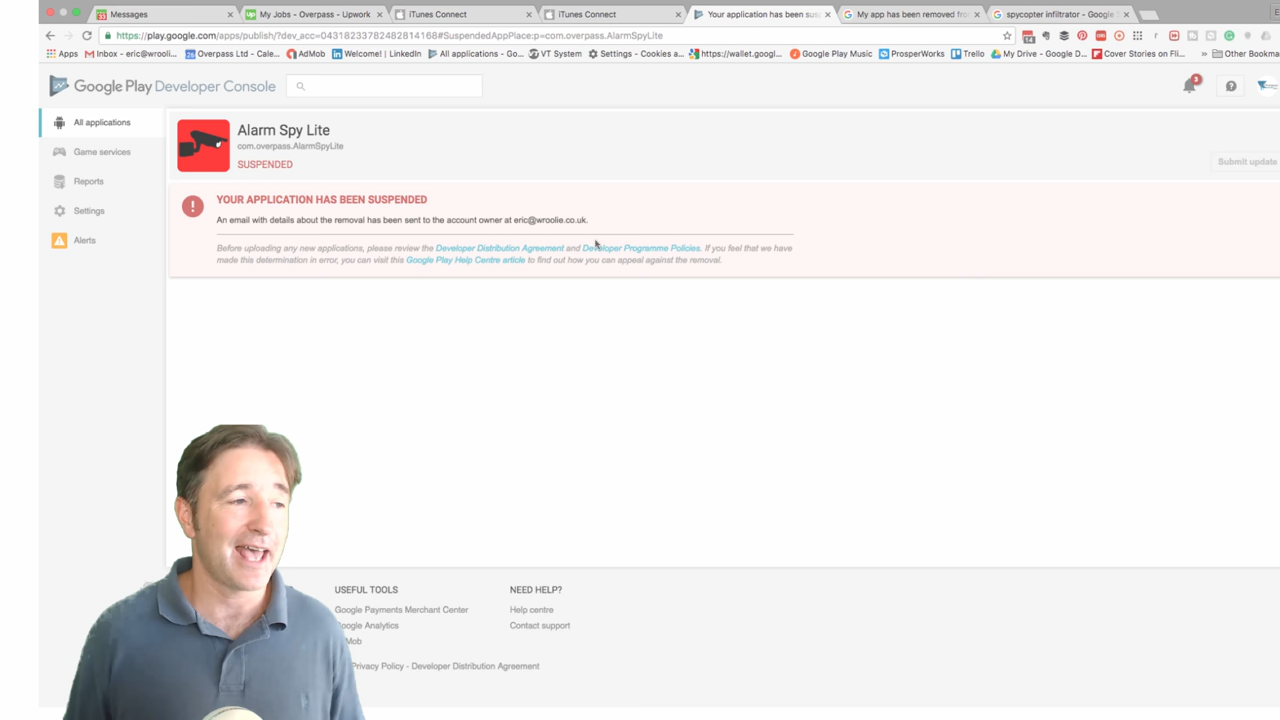 Messages
My Jobs - Overpass - Upwork
iTunes Connect
iTunes Connect
Your application has been sus
My app has been removed fro
spycopter infiltrator - Google
https://play.google.com/apps/publish/?dev_acc=04318233782482814168#SuspendedAppPlace:p=com.overpass.AlarmSpyLite
Apps
Inbox - eric@wrooli...
Overpass Ltd - Cale...
AdMob
Welcome! | LinkedIn
All applications - Go...
VT System
Settings - Cookies a...
https://wallet.googl...
Google Play Music
ProsperWorks
Trello
My Drive - Google D...
Cover Stories on Fli...
» Other Bookma
Google Play Developer Console
3
All applications
Game services
Reports
Settings
Alerts
Alarm Spy Lite
com.overpass.AlarmSpyLite
SUSPENDED
Submit update
YOUR APPLICATION HAS BEEN SUSPENDED
An email with details about the removal has been sent to the account owner at eric@wroolie.co.uk.
Before uploading any new applications, please review the Developer Distribution Agreement and Developer Programme Policies. If you feel that we have
made this determination in error, you can visit this Google Play Help Centre article to find out how you can appeal against the removal.
USEFUL TOOLS
Google Payments Merchant Center
Google Analytics
Mob
NEED HELP?
Help centre
Contact support
Privacy Policy - Developer Distribution Agreement